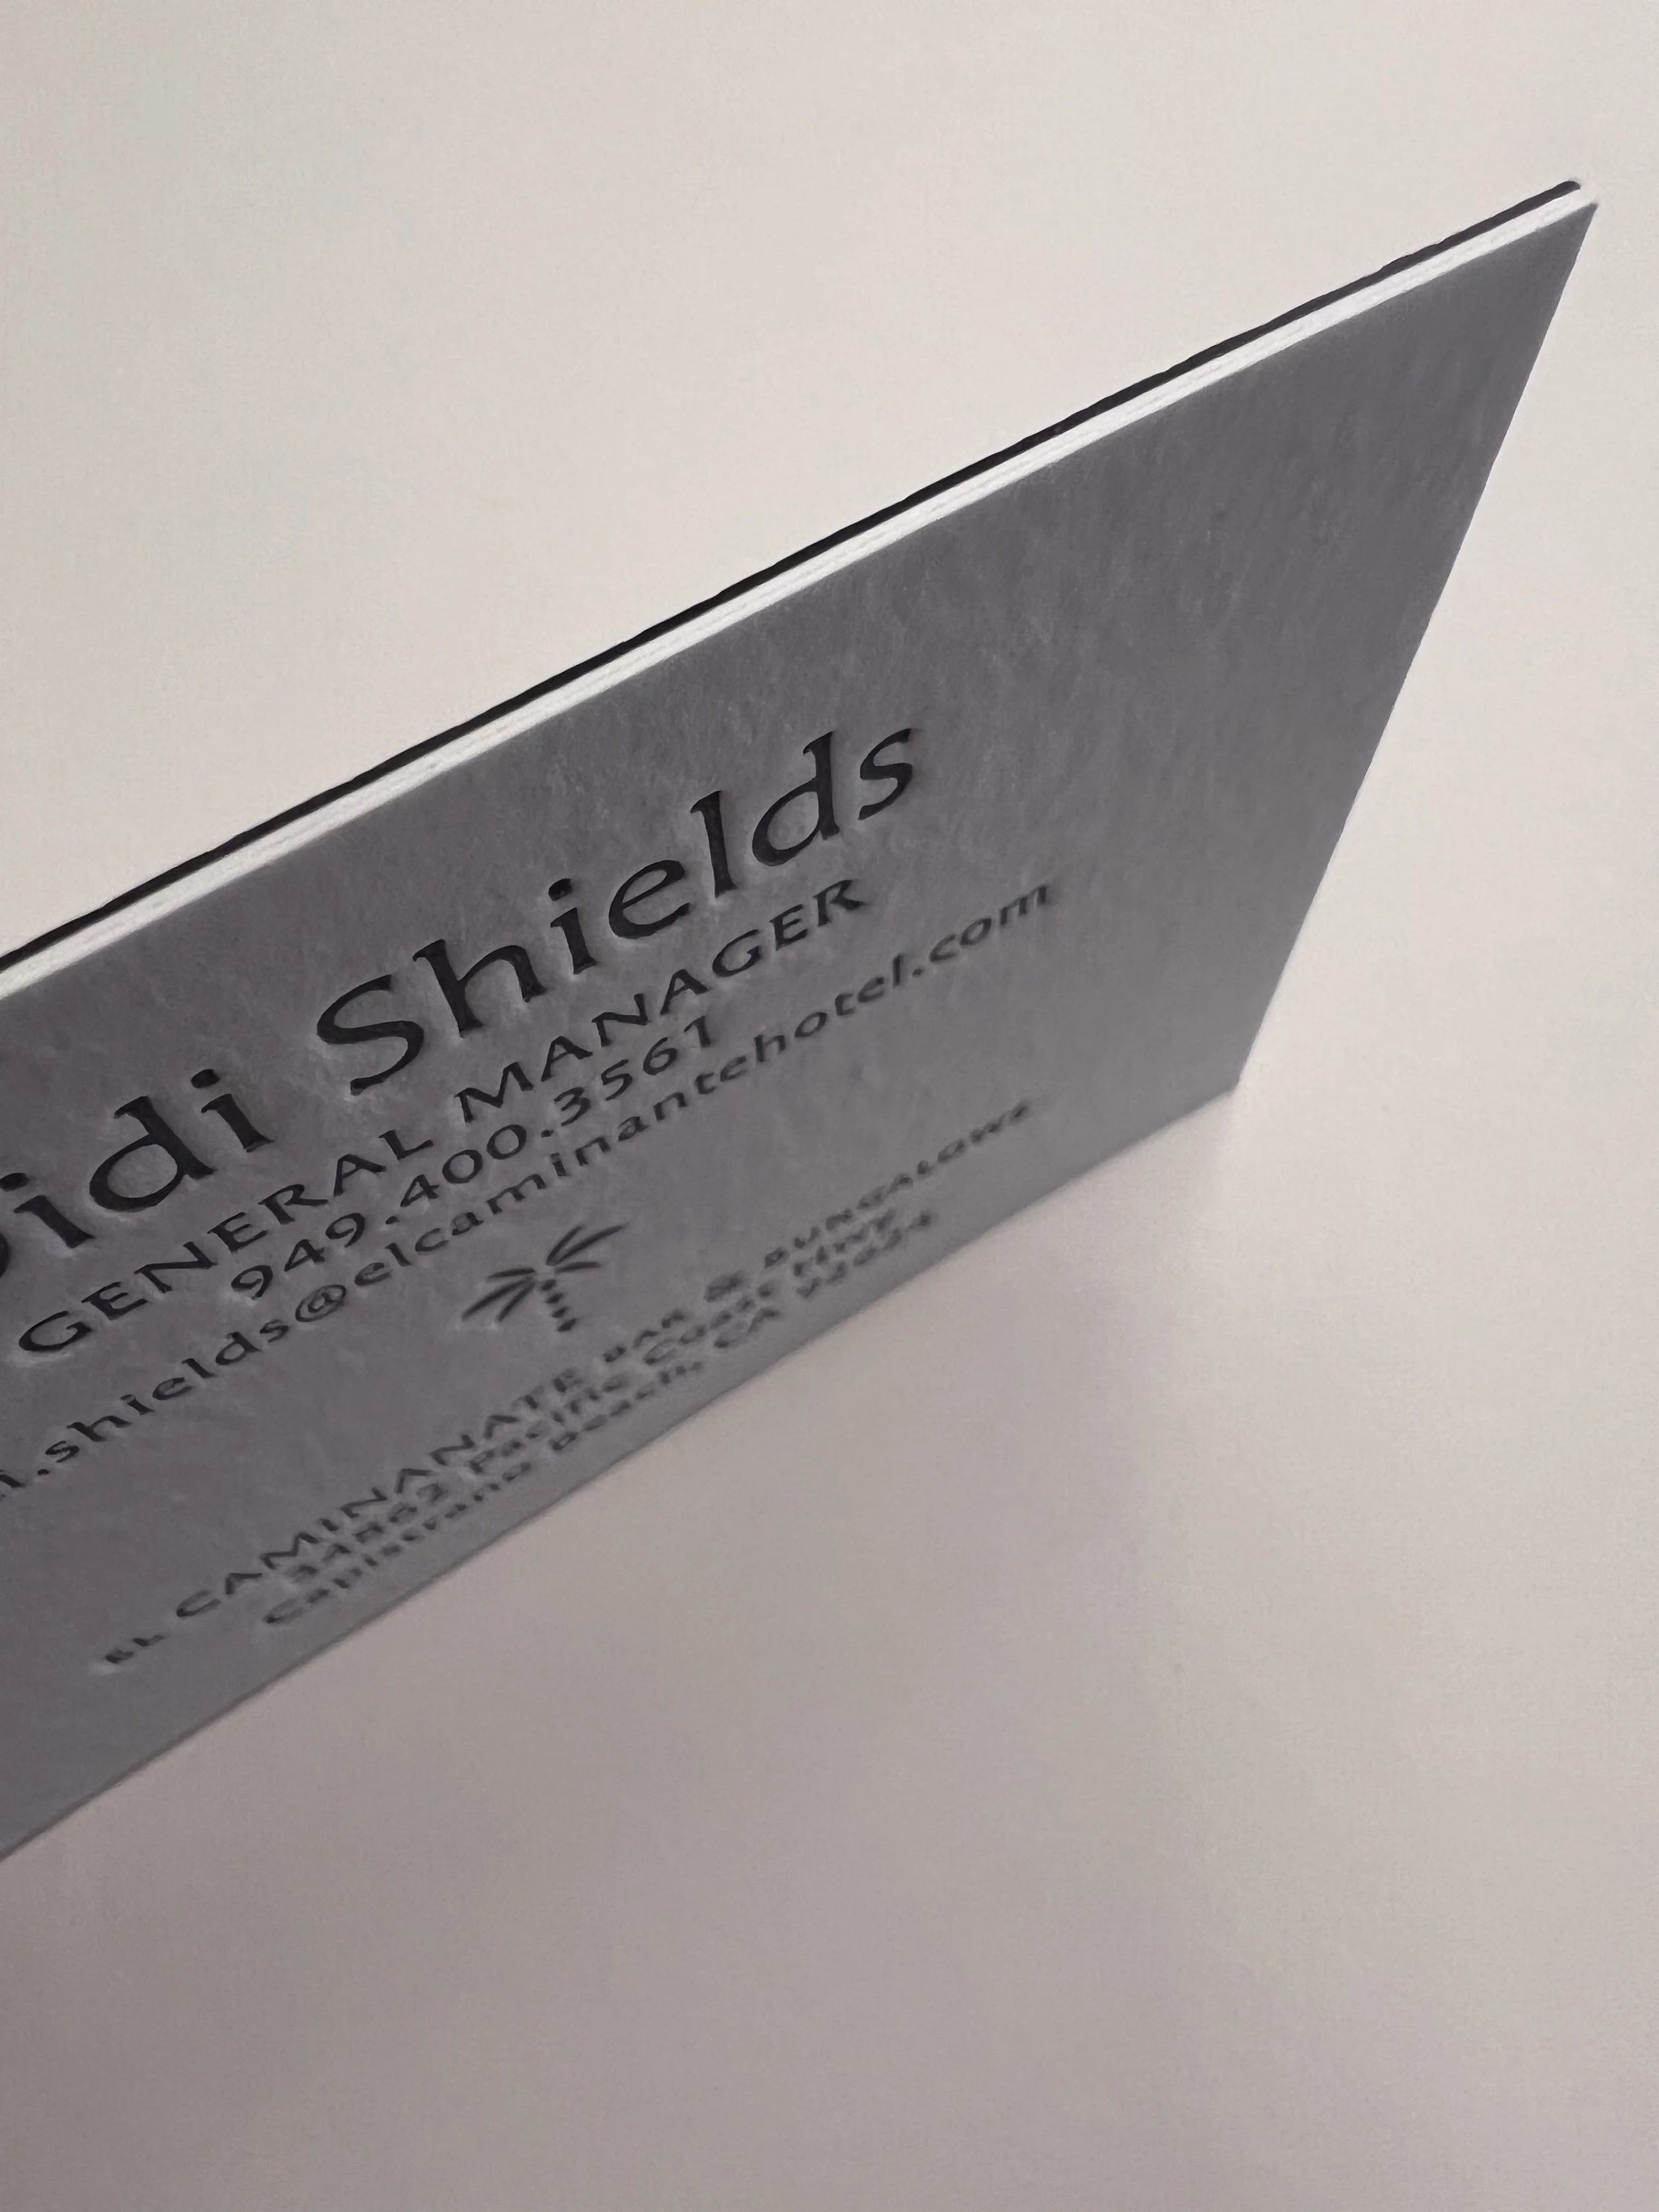 idi Shields
GENERAL MANAGER
949.400.3561
i.shields@elcaminantehotel.com
EL CAMINANATE BAR & BUNGALOWS
34862 Pacific Coast HWY
Capistrano Beach, CA 92624